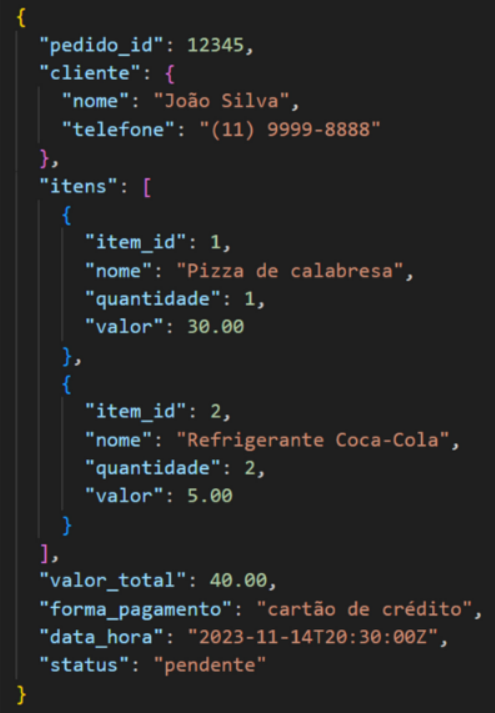 {
  "pedido_id": 12345,
  "cliente": {
    "nome": "João Silva",
    "telefone": "(11) 9999-8888"
  },
  "itens": [
    {
      "item_id": 1,
      "nome": "Pizza de calabresa",
      "quantidade": 1,
      "valor": 30.00
    },
    {
      "item_id": 2,
      "nome": "Refrigerante Coca-Cola",
      "quantidade": 2,
      "valor": 5.00
    }
  ],
  "valor_total": 40.00,
  "forma_pagamento": "cartão de crédito",
  "data_hora": "2023-11-14T20:30:00Z",
  "status": "pendente"
}